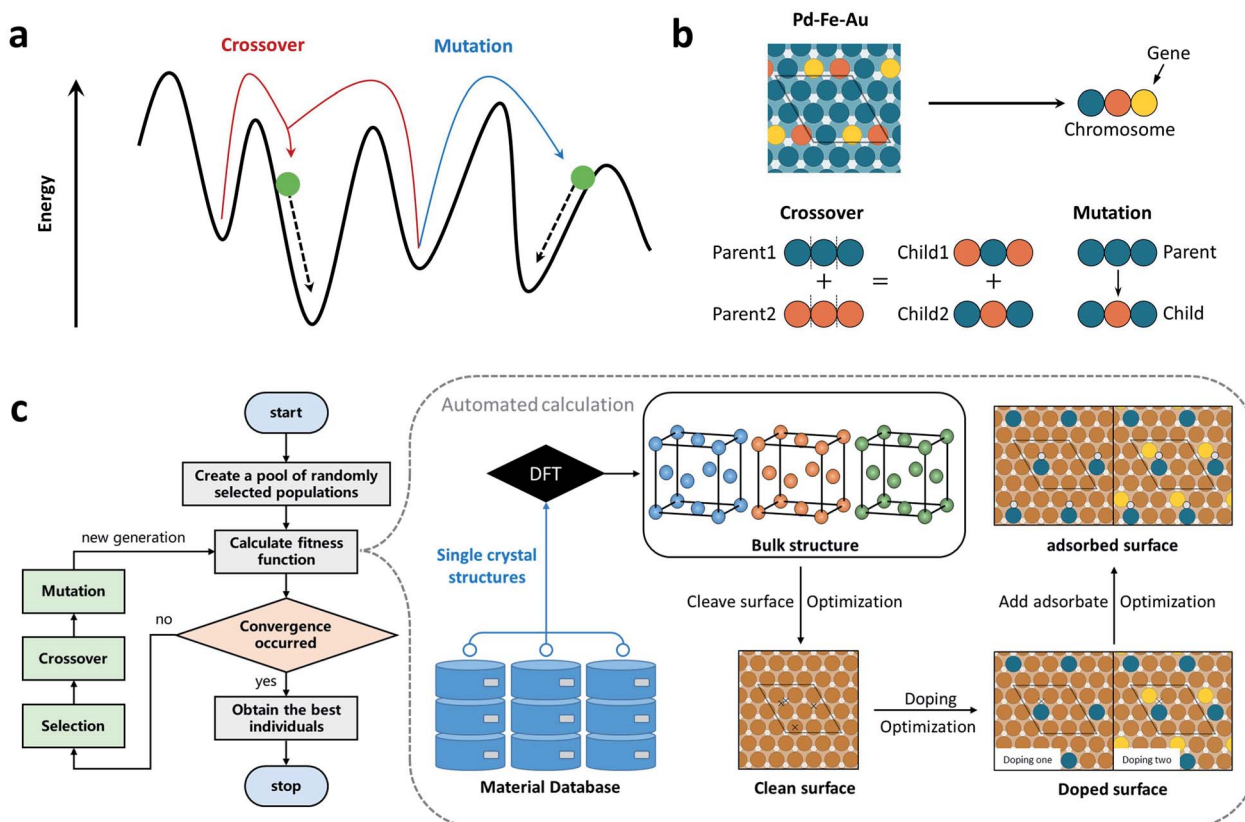 a
Crossover
Mutation
Energy
b
Pd-Fe-Au
Gene
Chromosome
Crossover
Mutation
Parent1
Child1
Parent
+
=
+
Parent2
Child2
Child
c
start
Create a pool of randomly
selected populations
new generation
Calculate fitness
function
Mutation
no
Convergence
occurred
Crossover
yes
Selection
Obtain the best
individuals
stop
Automated calculation
DFT
Single crystal
structures
Material Database
Bulk structure
Cleave surface
Optimization
Clean surface
Doping
Optimization
Doping one
Doping two
Doped surface
Add adsorbate
Optimization
adsorbed surface